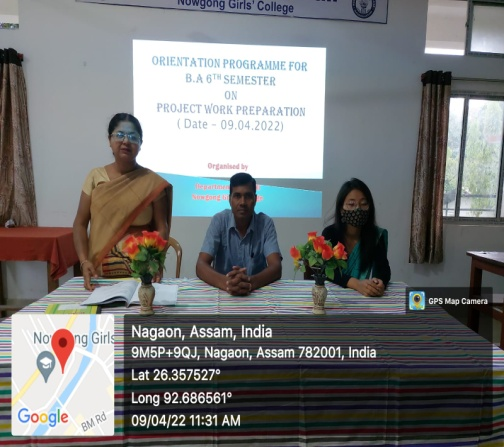 Nowgong Girls' College
ORIENTATION PROGRAMME FOR
B.A 6TH SEMESTER
ON
PROJECT WORK PREPARATION
( Date - 09.04.2022)
Organised by
Department
Nowgong
GPS Map Camera
Nowgong Girls
BM Rd
Google
Nagaon, Assam, India
9M5P+9QJ, Nagaon, Assam 782001, India
Lat 26.357527°
Long 92.686561°
09/04/22 11:31 AM